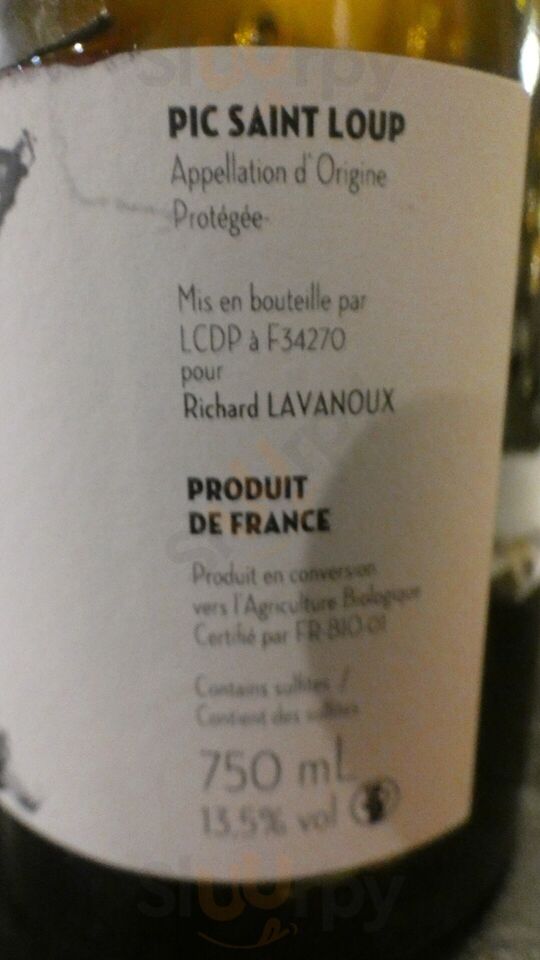 PIC SAINT LOUP
Appellation d'Origine
Protégée
Mis en bouteille par
LCDP à F34270
pour
Richard LAVANOUX
PRODUIT
DE FRANCE
Produit en conversion
vers l'Agriculture Biologique
Certifié par FR-BIO-01
Contains sulfites /
Contient des sulfites
750 mL
13.5% vol
sluurpy
sluurpy